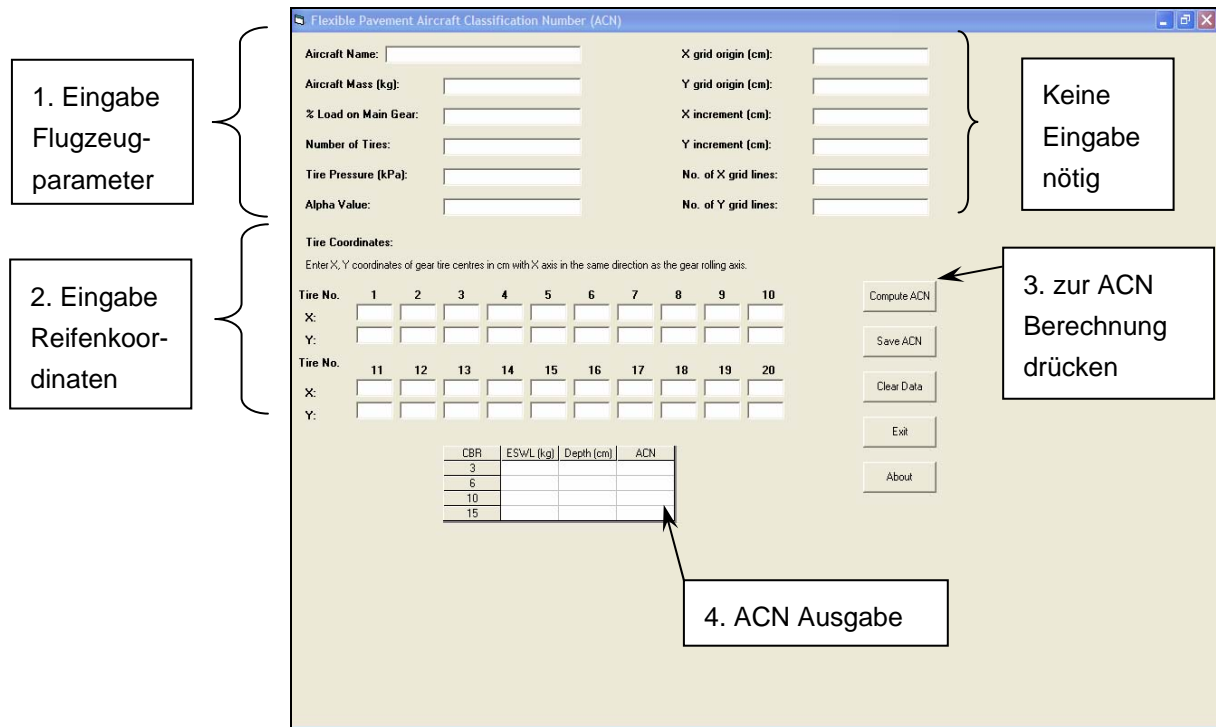 Flexible Pavement Aircraft Classification Number (ACN)
1. Eingabe
Flugzeug-
parameter
Aircraft Name:
Aircraft Mass (kg):
% Load on Main Gear:
Number of Tires:
Tire Pressure (kPa):
Alpha Value:
X grid origin (cm):
Y grid origin (cm):
X increment (cm):
Y increment (cm):
No. of X grid lines:
No. of Y grid lines:
Keine
Eingabe
nötig
2. Eingabe
Reifenkoor-
dinaten
Tire Coordinates:
Enter X, Y coordinates of gear tire centres in cm with X axis in the same direction as the gear rolling axis.
Tire No. 1 2 3 4 5 6 7 8 9 10
X:
Y:
Tire No. 11 12 13 14 15 16 17 18 19 20
X:
Y:
Compute ACN
Save ACN
Clear Data
Exit
About
3. zur ACN
Berechnung
drücken
CBR ESWL (kg) Depth (cm) ACN
3
6
10
15
4. ACN Ausgabe